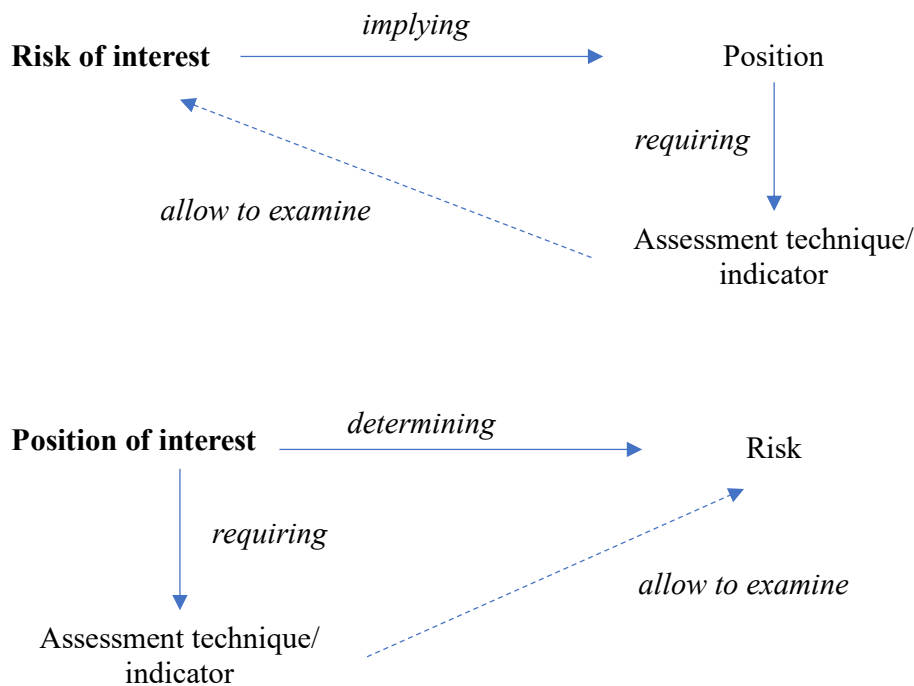 implying
Risk of interest
Position
requiring
allow to examine
Assessment technique/
indicator
determining
Position of interest
Risk
requiring
allow to examine
Assessment technique/
indicator